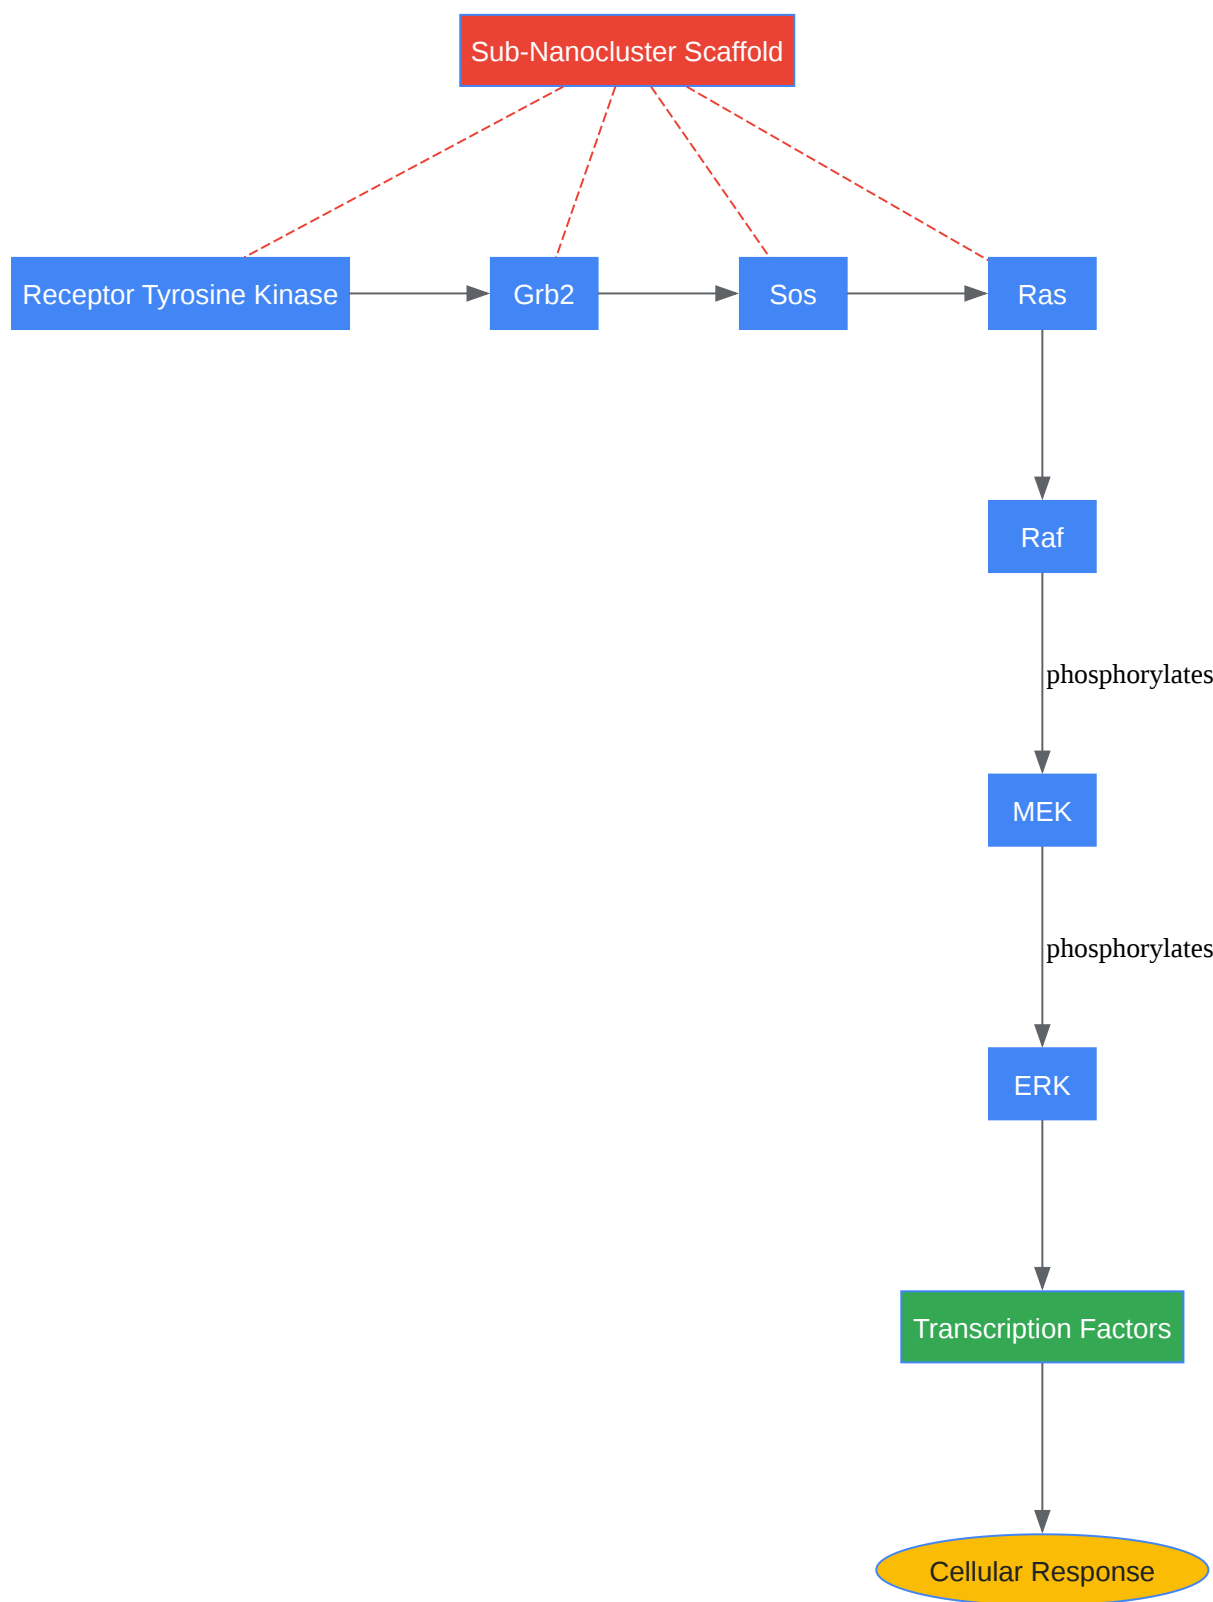 Sub-Nanocluster Scaffold
Receptor Tyrosine Kinase
Grb2
Sos
Ras
Raf
phosphorylates
MEK
phosphorylates
ERK
Transcription Factors
Cellular Response